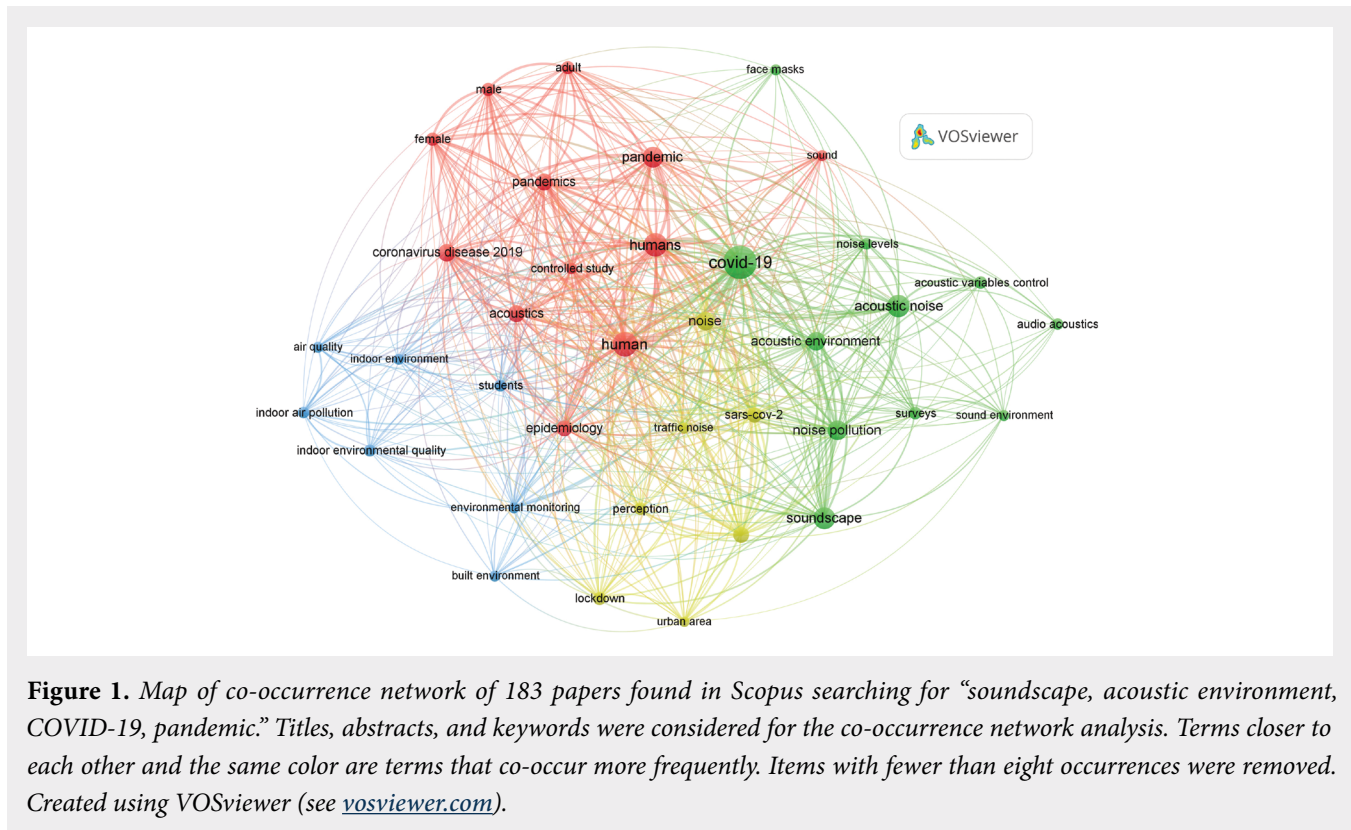 adult
face masks
male
VOSviewer
female
pandemic
sound
pandemics
humans
noise levels
coronavirus disease 2019
covid-19
controlled study
acoustic variables control
acoustic noise
acoustics
noise
audio acoustics
human
acoustic environment
air quality
indoor environment
students
indoor air pollution
sars-cov-2
surveys
sound environment
epidemiology
traffic noise
noise pollution
indoor environmental quality
environmental monitoring
perception
soundscape
built environment
lockdown
urban area
Figure 1. Map of co-occurrence network of 183 papers found in Scopus searching for “soundscape, acoustic environment,
COVID-19, pandemic.” Titles, abstracts, and keywords were considered for the co-occurrence network analysis. Terms closer to
each other and the same color are terms that co-occur more frequently. Items with fewer than eight occurrences were removed.
Created using VOSviewer (see vosviewer.com).